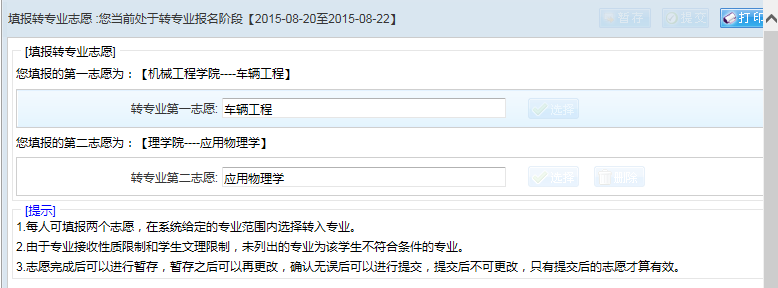 填报转专业志愿 :您当前处于转专业报名阶段【2015-08-20至2015-08-22】 暂存 提交 打印
[填报转专业志愿]
您填报的第一志愿为：【机械工程学院----车辆工程】
转专业第一志愿: 车辆工程 选择
您填报的第二志愿为：【理学院----应用物理学】
转专业第二志愿: 应用物理学 选择 删除
[提示]
1.每人可填报两个志愿，在系统给定的专业范围内选择转入专业。
2.由于专业接收性质限制和学生文理限制，未列出的专业为该学生不符合条件的专业。
3.志愿完成后可以进行暂存，暂存之后可以再更改，确认无误后可以进行提交，提交后不可更改，只有提交后的志愿才算有效。